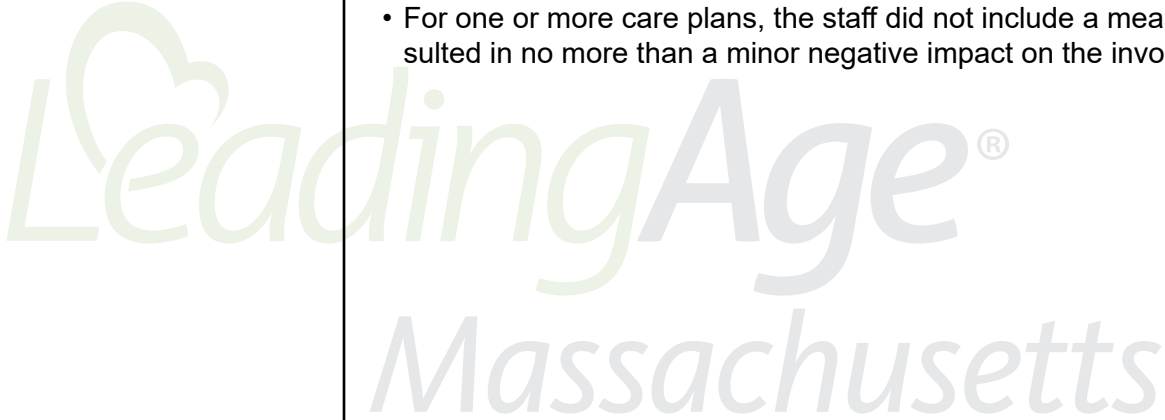 • For one or more care plans, the staff did not include a mea
sulted in no more than a minor negative impact on the invo
LeadingAge®
Massachusetts